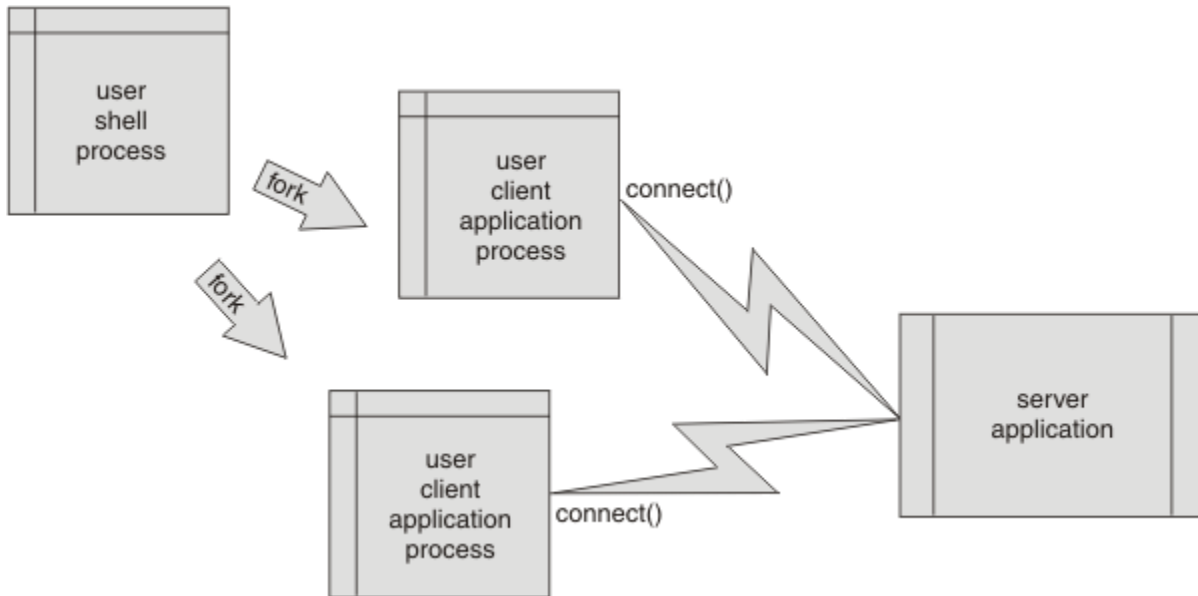 user
shell
process
fork
user
client
application
process
connect()
fork
server
application
user
client
application
process
connect()